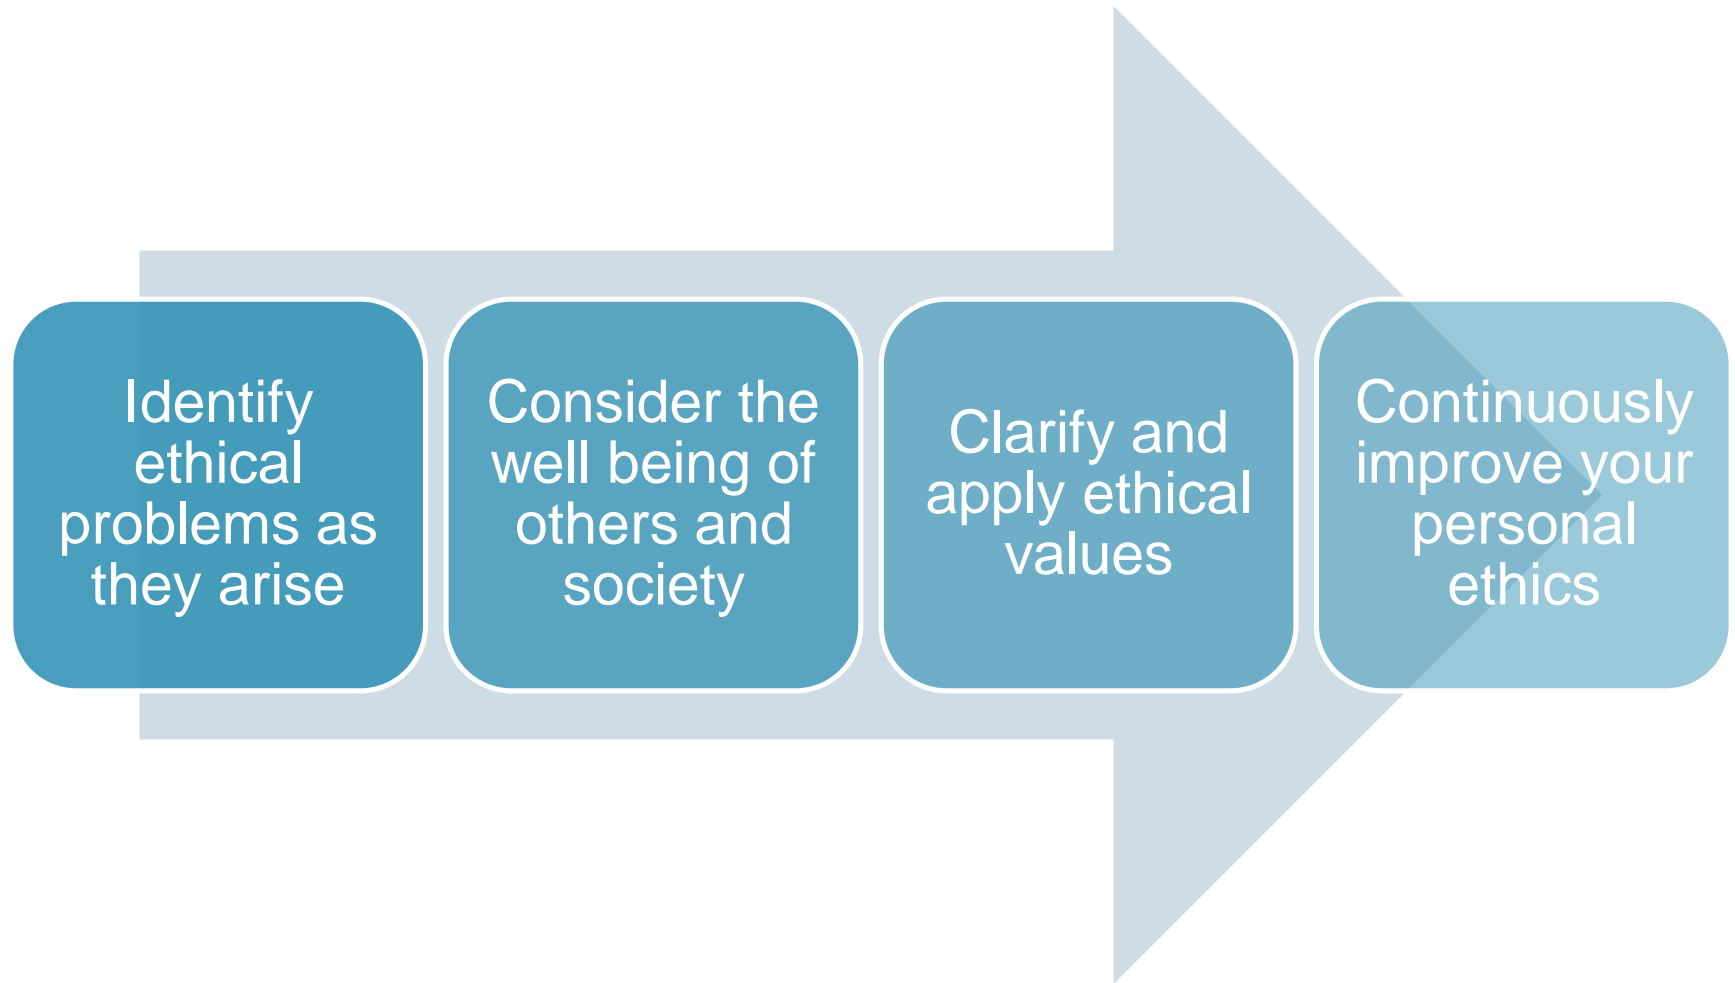 Identify
ethical
problems as
they arise
Consider the
well being of
others and
society
Clarify and
apply ethical
values
Continuously
improve your
personal
ethics